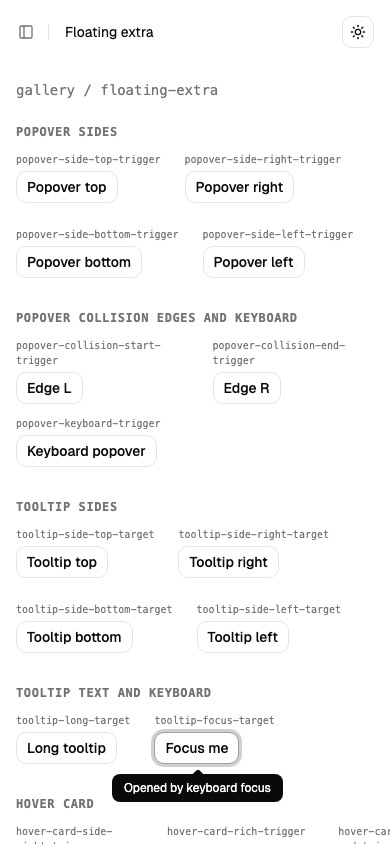 Floating extra
gallery / floating-extra
POPOVER SIDES
popover-side-top-trigger popover-side-right-trigger
Popover top Popover right
popover-side-bottom-trigger popover-side-left-trigger
Popover bottom Popover left
POPOVER COLLISION EDGES AND KEYBOARD
popover-collision-start- popover-collision-end-
trigger trigger
Edge L Edge R
popover-keyboard-trigger
Keyboard popover
TOOLTIP SIDES
tooltip-side-top-target tooltip-side-right-target
Tooltip top Tooltip right
tooltip-side-bottom-target tooltip-side-left-target
Tooltip bottom Tooltip left
TOOLTIP TEXT AND KEYBOARD
tooltip-long-target tooltip-focus-target
Long tooltip Focus me
Opened by keyboard focus
HOVER CARD
hover-card-side- hover-card-rich-trigger hover-car